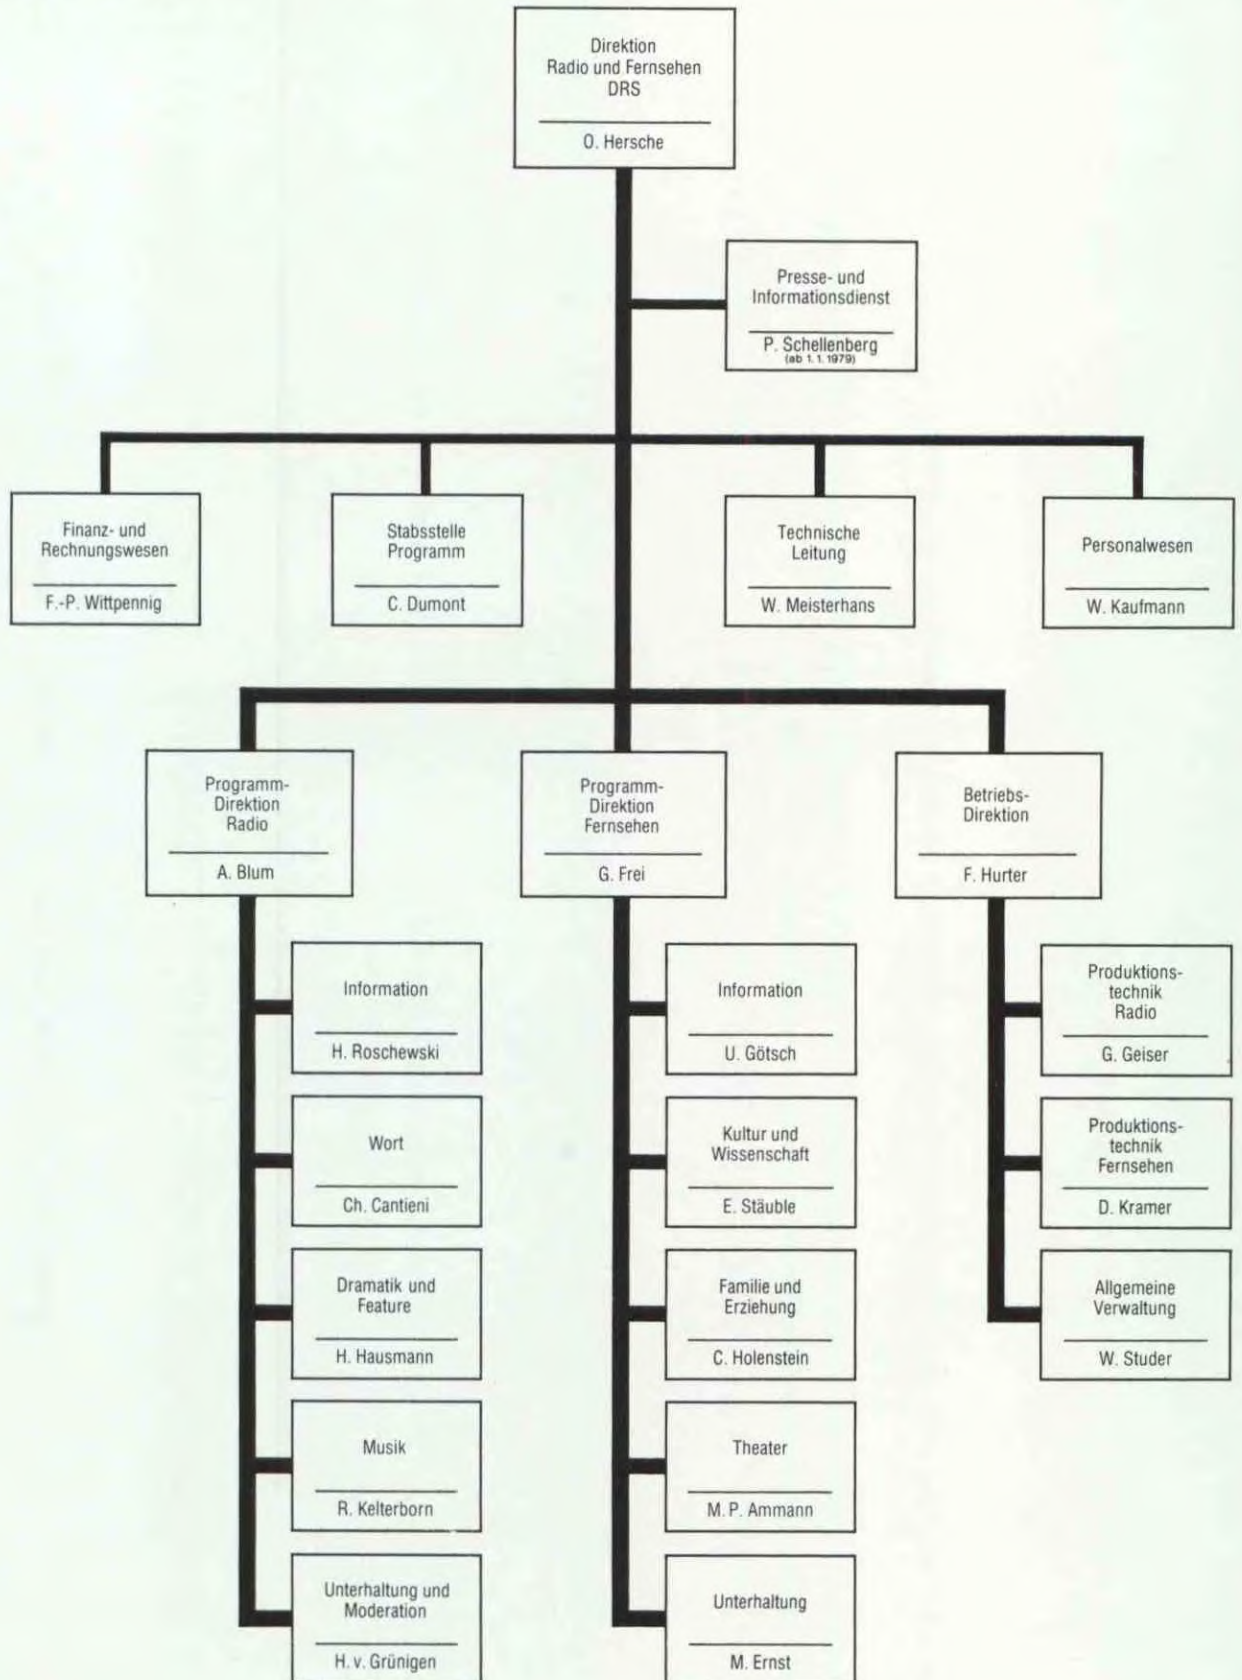 Direktion
Radio und Fernsehen
DRS
O. Hersche
Presse- und
Informationsdienst
P. Schellenberg
(ab 1. 1. 1979)
Finanz- und
Rechnungswesen
F.-P. Wittpennig
Stabsstelle
Programm
C. Dumont
Technische
Leitung
W. Meisterhans
Personalwesen
W. Kaufmann
Programm-
Direktion
Radio
A. Blum
Programm-
Direktion
Fernsehen
G. Frei
Betriebs-
Direktion
F. Hurter
Information
H. Roschewski
Wort
Ch. Cantieni
Dramatik und
Feature
H. Hausmann
Musik
R. Kelterborn
Unterhaltung und
Moderation
H. v. Grünigen
Information
U. Götsch
Kultur und
Wissenschaft
E. Stäuble
Familie und
Erziehung
C. Holenstein
Theater
M. P. Ammann
Unterhaltung
M. Ernst
Produktions-
technik
Radio
G. Geiser
Produktions-
technik
Fernsehen
D. Kramer
Allgemeine
Verwaltung
W. Studer